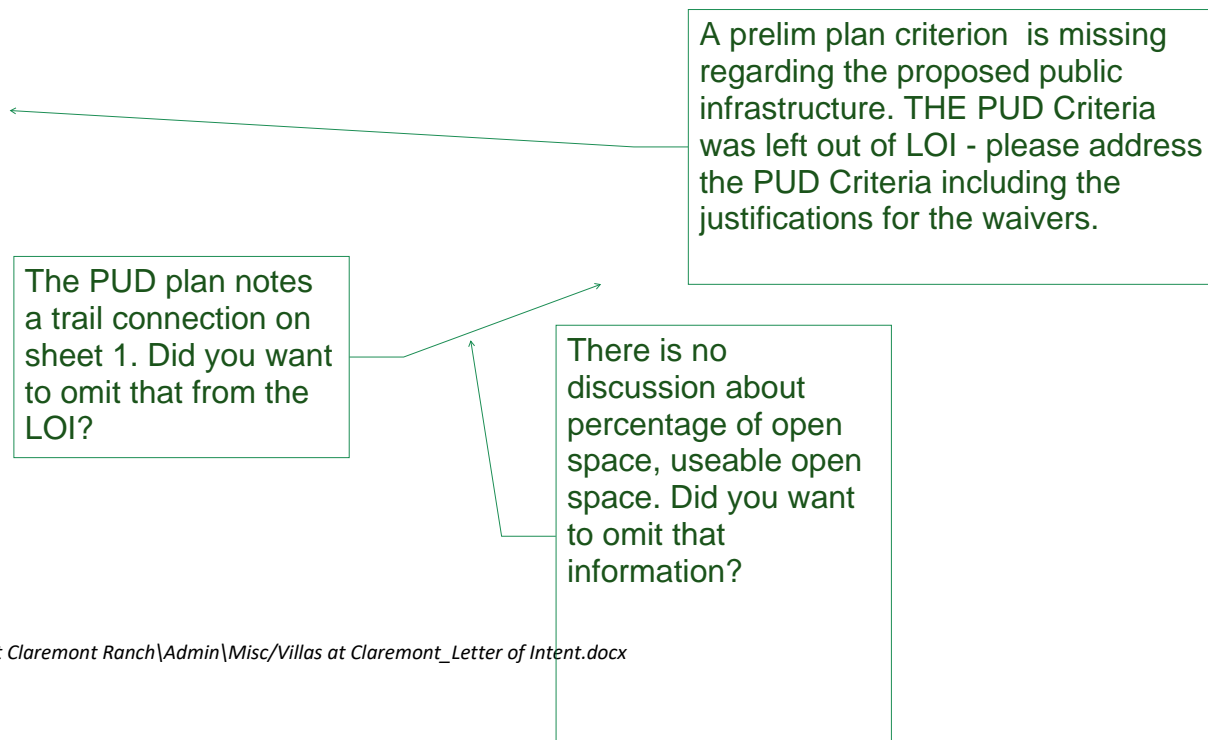 A prelim plan criterion  is missing
regarding the proposed public
infrastructure. THE PUD Criteria
was left out of LOI - please address
the PUD Criteria including the
justifications for the waivers.
The PUD plan notes
a trail connection on
sheet 1. Did you want
to omit that from the
LOI?
There is no
discussion about
percentage of open
space, useable open
space. Did you want
to omit that
information?
t Claremont Ranch\Admin\Misc/Villas at Claremont_Letter of Intent.docx